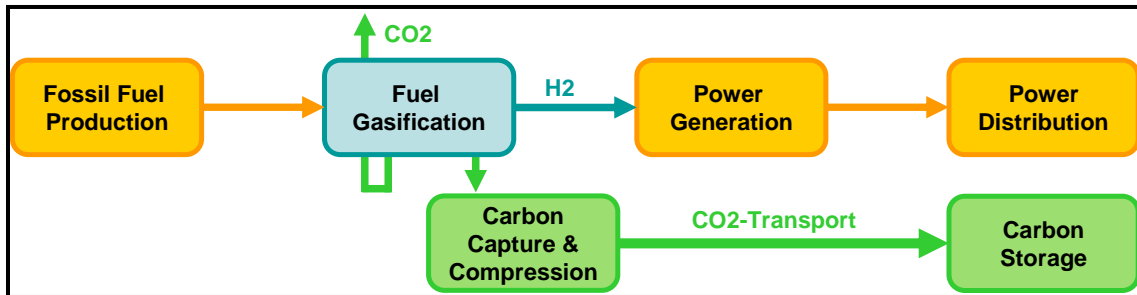 CO2
Fossil Fuel
Production
Fuel
Gasification
H2
Power
Generation
Power
Distribution
Carbon
Capture &
Compression
CO2-Transport
Carbon
Storage